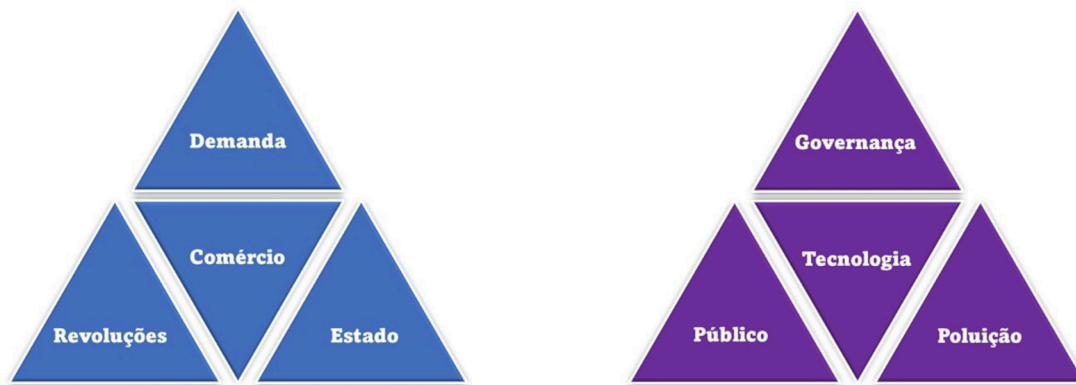 Demanda
Comércio
Revoluções
Estado
Governança
Tecnologia
Público
Poluição